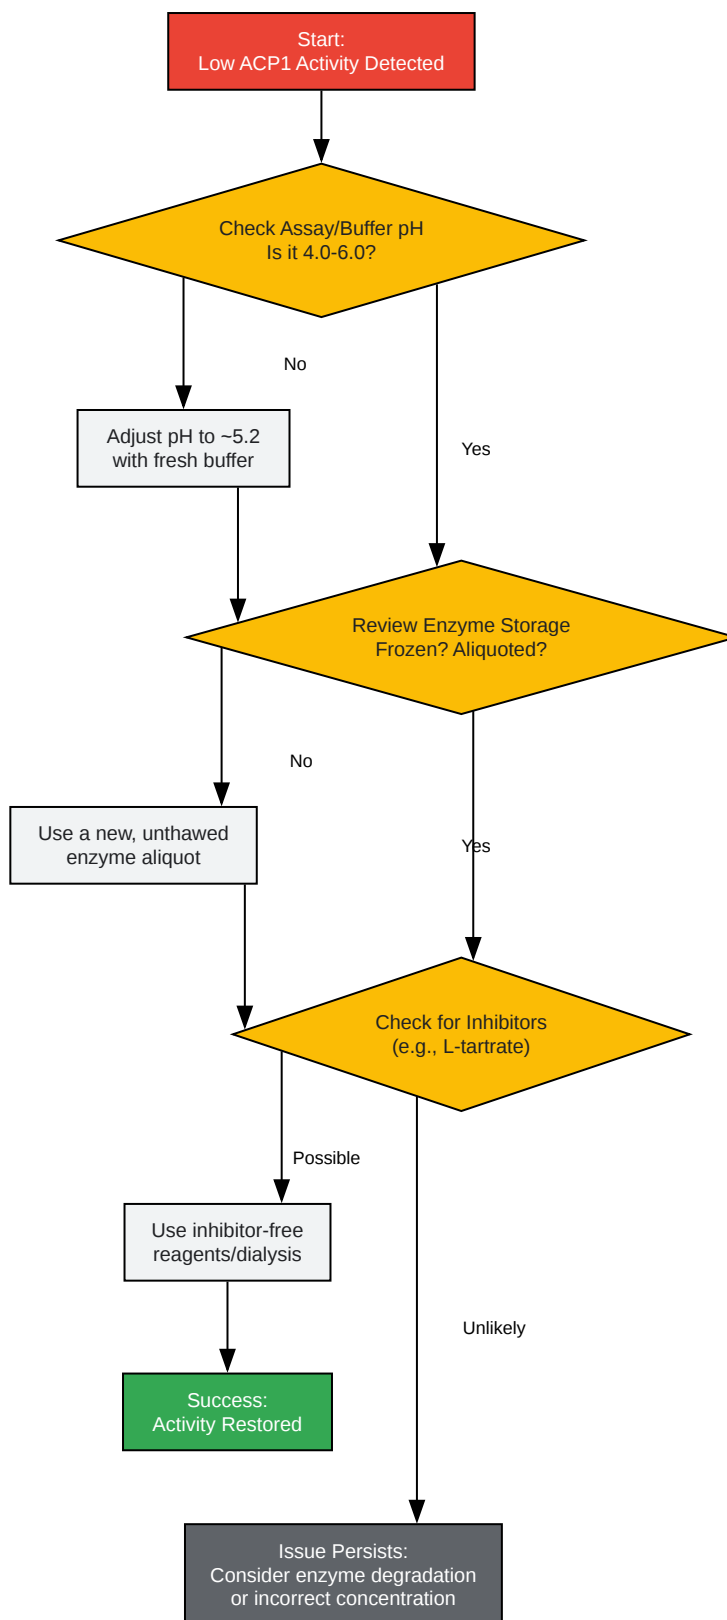 Start:
Low ACP1 Activity Detected
Check Assay/Buffer pH
Is it 4.0-6.0?
No
Adjust pH to ~5.2
with fresh buffer
Yes
Review Enzyme Storage
Frozen? Aliquoted?
No
Use a new, unthawed
enzyme aliquot
Yes
Check for Inhibitors
(e.g., L-tartrate)
Possible
Use inhibitor-free
reagents/dialysis
Unlikely
Success:
Activity Restored
Issue Persists:
Consider enzyme degradation
or incorrect concentration